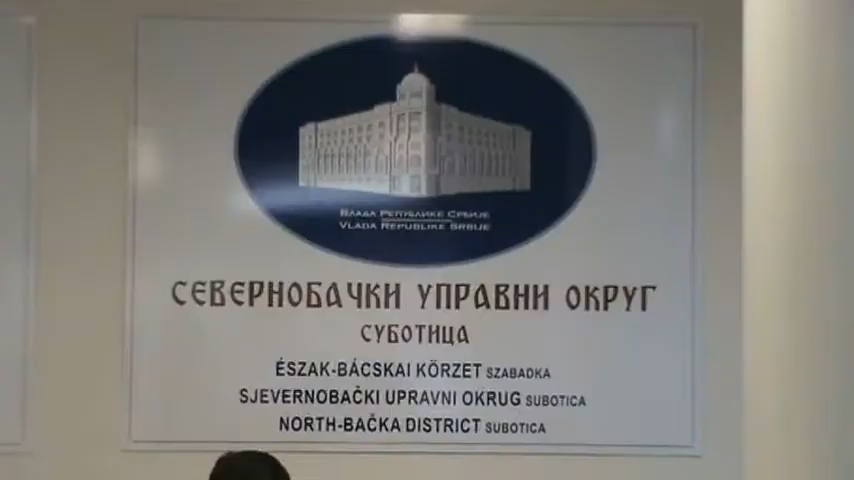 Влада Републике Србије
Vlada Republike Srbije
СЕВЕРНОБАЧКИ УПРАВНИ ОКРУГ
СУБОТИЦА
ÉSZAK-BÁCSKAI KÖRZET SZABADKA
SJEVERNOBAČKI UPRAVNI OKRUG SUBOTICA
NORTH-BAČKA DISTRICT SUBOTICA